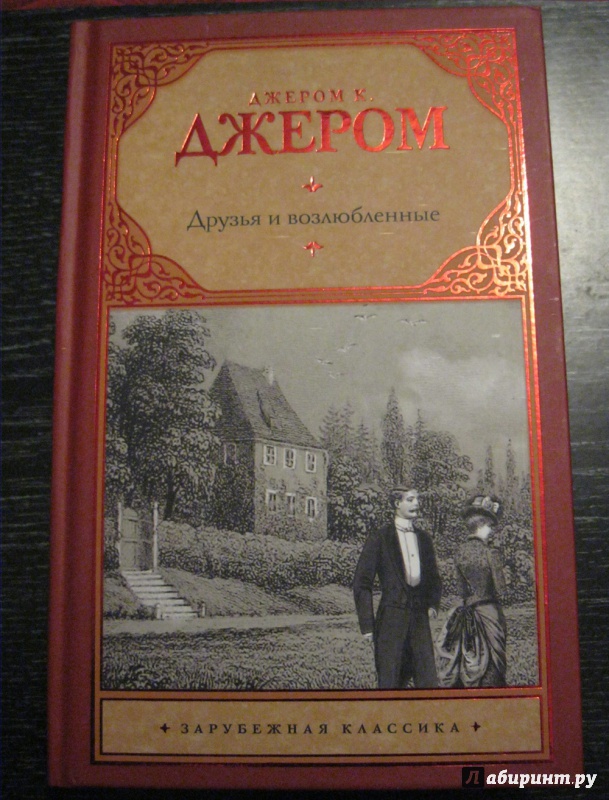 ДЖЕРОМ К.
ДЖЕРОМ
Друзья и возлюбленные
ЗАРУБЕЖНАЯ КЛАССИКА
Лабиринт.ру